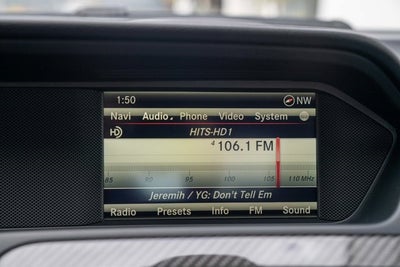 1:50 NW
Navi Audio Phone Video System
HD HITS-HD1
4 106.1 FM
85 90 95 100 105 110 MHz
Jeremih / YG: Don't Tell Em
Radio Presets Info FM Sound